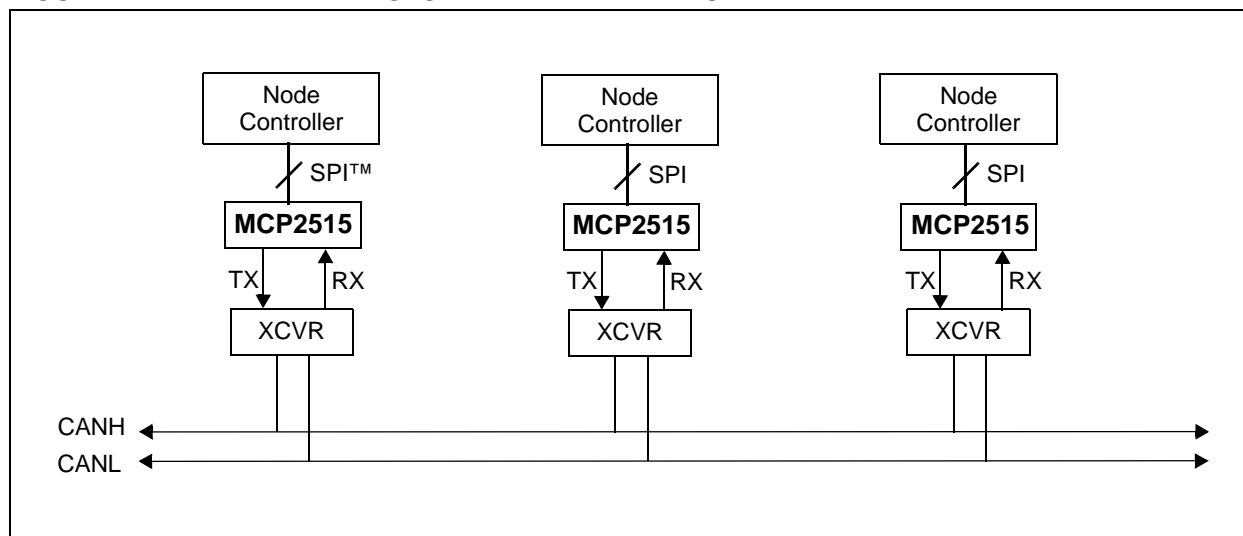 Node
Controller
Node
Controller
Node
Controller
SPI™
SPI
SPI
MCP2515
MCP2515
MCP2515
TX
RX
TX
RX
TX
RX
XCVR
XCVR
XCVR
CANH
CANL